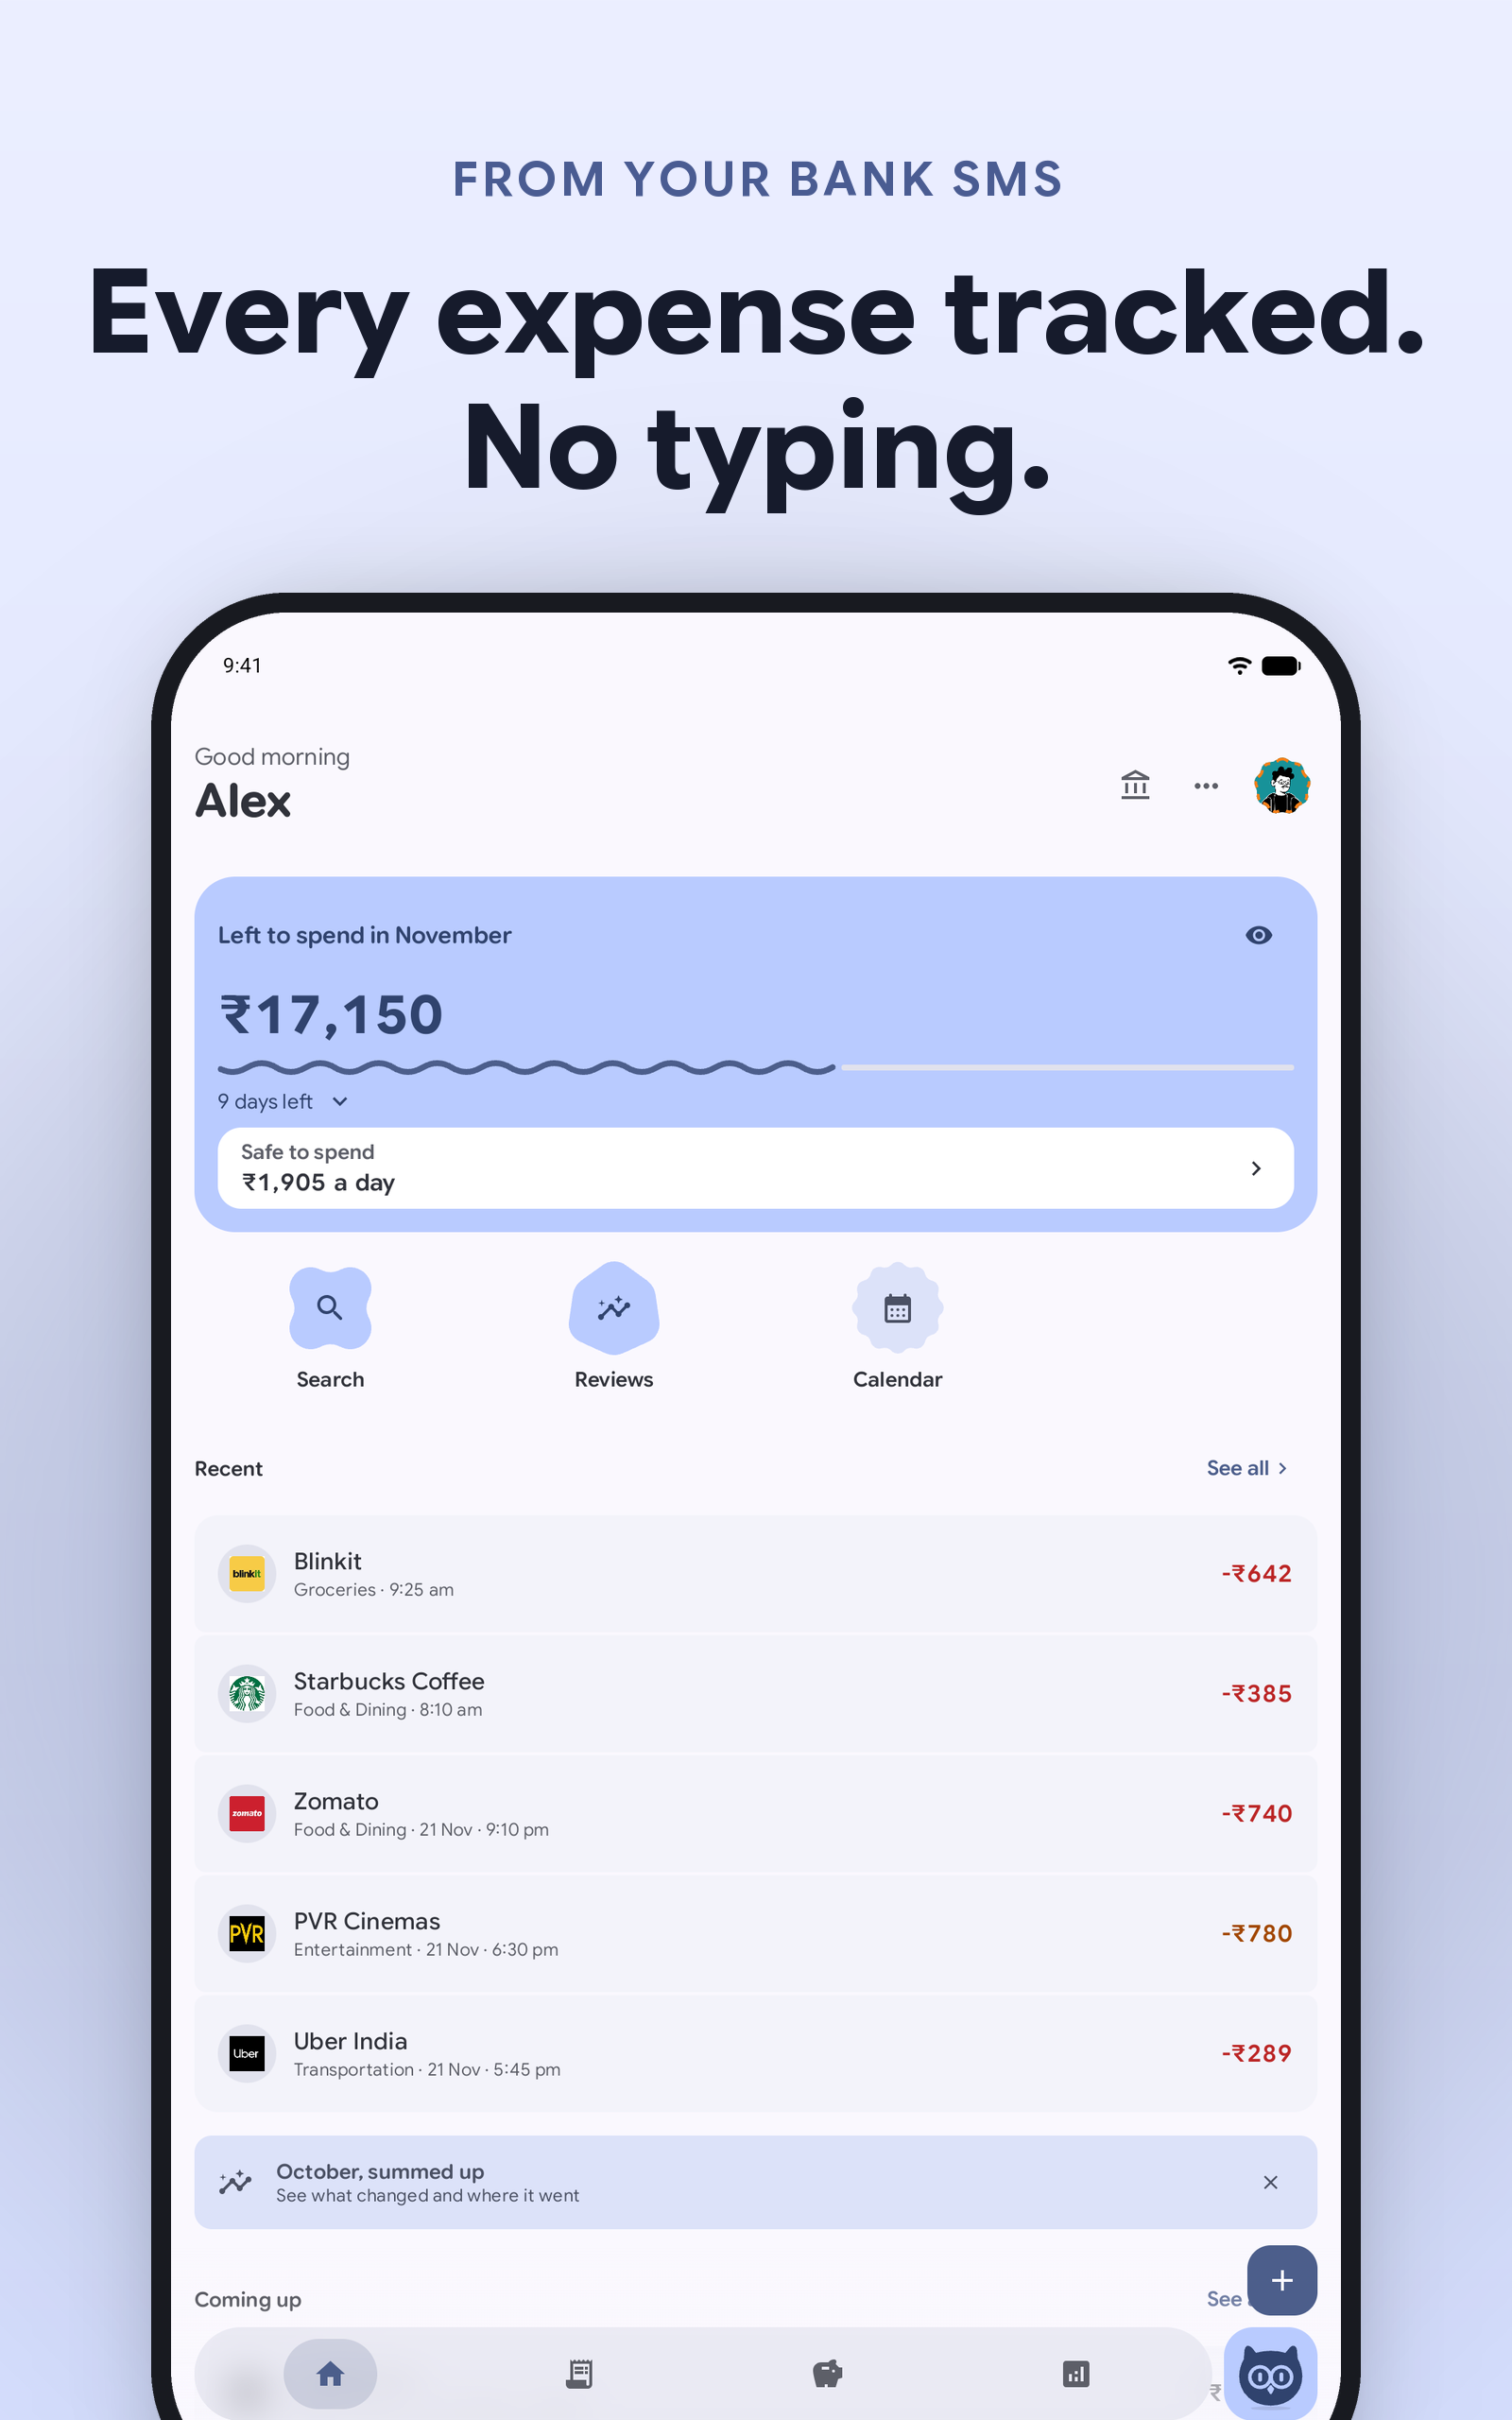 FROM YOUR BANK SMS
Every expense tracked.
No typing.
9:41
Good morning
Alex
Left to spend in November
₹17,150
9 days left
Safe to spend
₹1,905 a day
Search
Reviews
Calendar
Recent
See all
blinkit
Blinkit
Groceries · 9:25 am
-₹642
Starbucks Coffee
Food & Dining · 8:10 am
-₹385
zomato
Zomato
Food & Dining · 21 Nov · 9:10 pm
-₹740
PVR
PVR Cinemas
Entertainment · 21 Nov · 6:30 pm
-₹780
Uber
Uber India
Transportation · 21 Nov · 5:45 pm
-₹289
October, summed up
See what changed and where it went
Coming up
See
₹